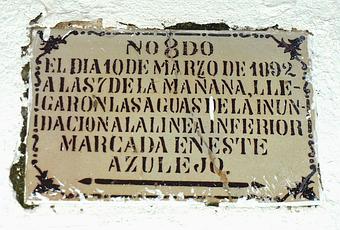 NO8DO
EL DIA 10 DE MARZO DE 1892
A LAS 7 DE LA MAÑANA, LLE-
GARON LAS AGUAS DE LA INUN-
DACION A LA LINEA INFERIOR
MARCADA EN ESTE
AZULEJO.